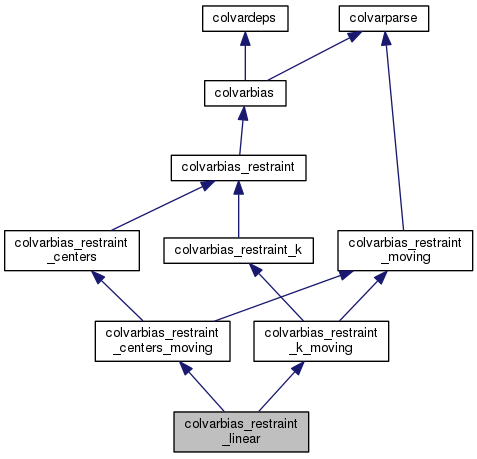 colvardeps
colvarparse
colvarbias
colvarbias_restraint
colvarbias_restraint
_centers
colvarbias_restraint_k
colvarbias_restraint
_moving
colvarbias_restraint
_centers_moving
colvarbias_restraint
_k_moving
colvarbias_restraint
_linear